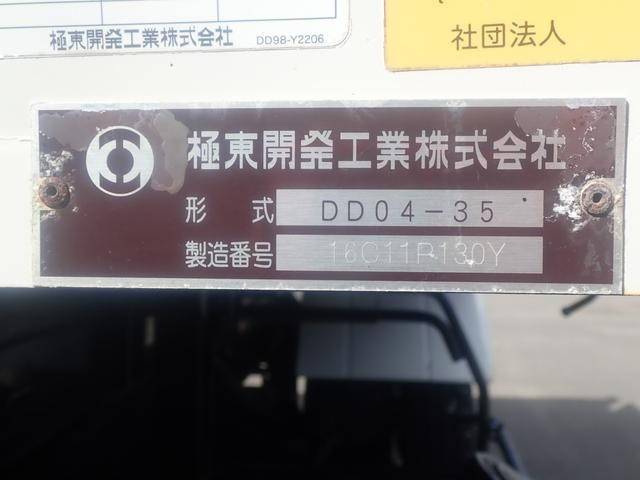 極東開発工業株式会社 DD98-Y2206
社団法人
極東開発工業株式会社
形 式 DD04-35
製造番号